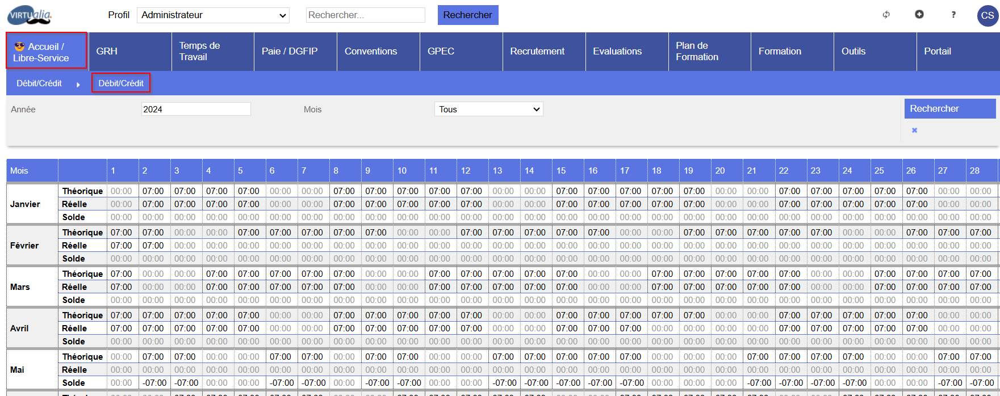 VIRTUalia.
Profil Administrateur Rechercher... Rechercher ? CS
Accueil / Libre-Service
GRH
Temps de Travail
Paie / DGFIP
Conventions
GPEC
Recrutement
Evaluations
Plan de Formation
Formation
Outils
Portail
Débit/Crédit Débit/Crédit
Année 2024 Mois Tous Rechercher
Mois 1 2 3 4 5 6 7 8 9 10 11 12 13 14 15 16 17 18 19 20 21 22 23 24 25 26 27 28
Janvier
Théorique 00:00 07:00 07:00 07:00 07:00 00:00 00:00 07:00 07:00 07:00 07:00 07:00 00:00 00:00 07:00 07:00 07:00 07:00 07:00 00:00 00:00 07:00 07:00 07:00 07:00 07:00 00:00 00:00
Réelle 00:00 07:00 07:00 07:00 07:00 00:00 00:00 07:00 07:00 07:00 07:00 07:00 00:00 00:00 07:00 07:00 07:00 07:00 07:00 00:00 00:00 07:00 07:00 07:00 07:00 07:00 00:00 00:00
Solde 00:00 00:00 00:00 00:00 00:00 00:00 00:00 00:00 00:00 00:00 00:00 00:00 00:00 00:00 00:00 00:00 00:00 00:00 00:00 00:00 00:00 00:00 00:00 00:00 00:00 00:00 00:00 00:00
Février
Théorique 07:00 07:00 00:00 00:00 07:00 07:00 07:00 07:00 07:00 00:00 00:00 07:00 07:00 07:00 07:00 07:00 00:00 00:00 07:00 07:00 07:00 07:00 07:00 00:00 00:00 07:00 07:00 07:00
Réelle 07:00 07:00 00:00 00:00 00:00 00:00 00:00 00:00 00:00 00:00 00:00 00:00 00:00 00:00 00:00 00:00 00:00 00:00 00:00 00:00 00:00 00:00 00:00 00:00 00:00 00:00 00:00 00:00
Solde 00:00 00:00 00:00 00:00 00:00 00:00 00:00 00:00 00:00 00:00 00:00 00:00 00:00 00:00 00:00 00:00 00:00 00:00 00:00 00:00 00:00 00:00 00:00 00:00 00:00 00:00 00:00 00:00
Mars
Théorique 07:00 00:00 00:00 07:00 07:00 07:00 07:00 07:00 00:00 00:00 07:00 07:00 07:00 07:00 07:00 00:00 00:00 07:00 07:00 07:00 07:00 07:00 00:00 00:00 07:00 07:00 07:00 07:00
Réelle 07:00 00:00 00:00 07:00 07:00 07:00 07:00 07:00 00:00 00:00 07:00 07:00 07:00 07:00 07:00 00:00 00:00 07:00 07:00 07:00 07:00 07:00 00:00 00:00 07:00 07:00 07:00 07:00
Solde 00:00 00:00 00:00 00:00 00:00 00:00 00:00 00:00 00:00 00:00 00:00 00:00 00:00 00:00 00:00 00:00 00:00 00:00 00:00 00:00 00:00 00:00 00:00 00:00 00:00 00:00 00:00 00:00
Avril
Théorique 07:00 07:00 07:00 07:00 07:00 00:00 00:00 07:00 07:00 07:00 07:00 07:00 00:00 00:00 07:00 07:00 07:00 07:00 07:00 00:00 00:00 07:00 07:00 07:00 07:00 07:00 00:00 00:00
Réelle 07:00 07:00 07:00 07:00 07:00 00:00 00:00 07:00 07:00 07:00 07:00 07:00 00:00 00:00 07:00 07:00 07:00 00:00 00:00 00:00 00:00 07:00 07:00 07:00 07:00 07:00 00:00 00:00
Solde 00:00 00:00 00:00 00:00 00:00 00:00 00:00 00:00 00:00 00:00 00:00 00:00 00:00 00:00 00:00 00:00 00:00 00:00 00:00 00:00 00:00 00:00 00:00 00:00 00:00 00:00 00:00 00:00
Mai
Théorique 00:00 07:00 07:00 00:00 00:00 07:00 07:00 00:00 07:00 07:00 00:00 00:00 07:00 07:00 07:00 07:00 07:00 00:00 00:00 00:00 07:00 07:00 07:00 07:00 00:00 00:00 07:00 07:00
Réelle 00:00 00:00 00:00 00:00 00:00 00:00 00:00 00:00 00:00 00:00 00:00 00:00 00:00 00:00 00:00 00:00 00:00 00:00 00:00 00:00 00:00 00:00 00:00 00:00 00:00 00:00 00:00 00:00
Solde 00:00 -07:00 -07:00 00:00 00:00 -07:00 -07:00 00:00 -07:00 -07:00 00:00 00:00 -07:00 -07:00 -07:00 -07:00 -07:00 00:00 00:00 00:00 -07:00 -07:00 -07:00 -07:00 00:00 00:00 -07:00 -07:00